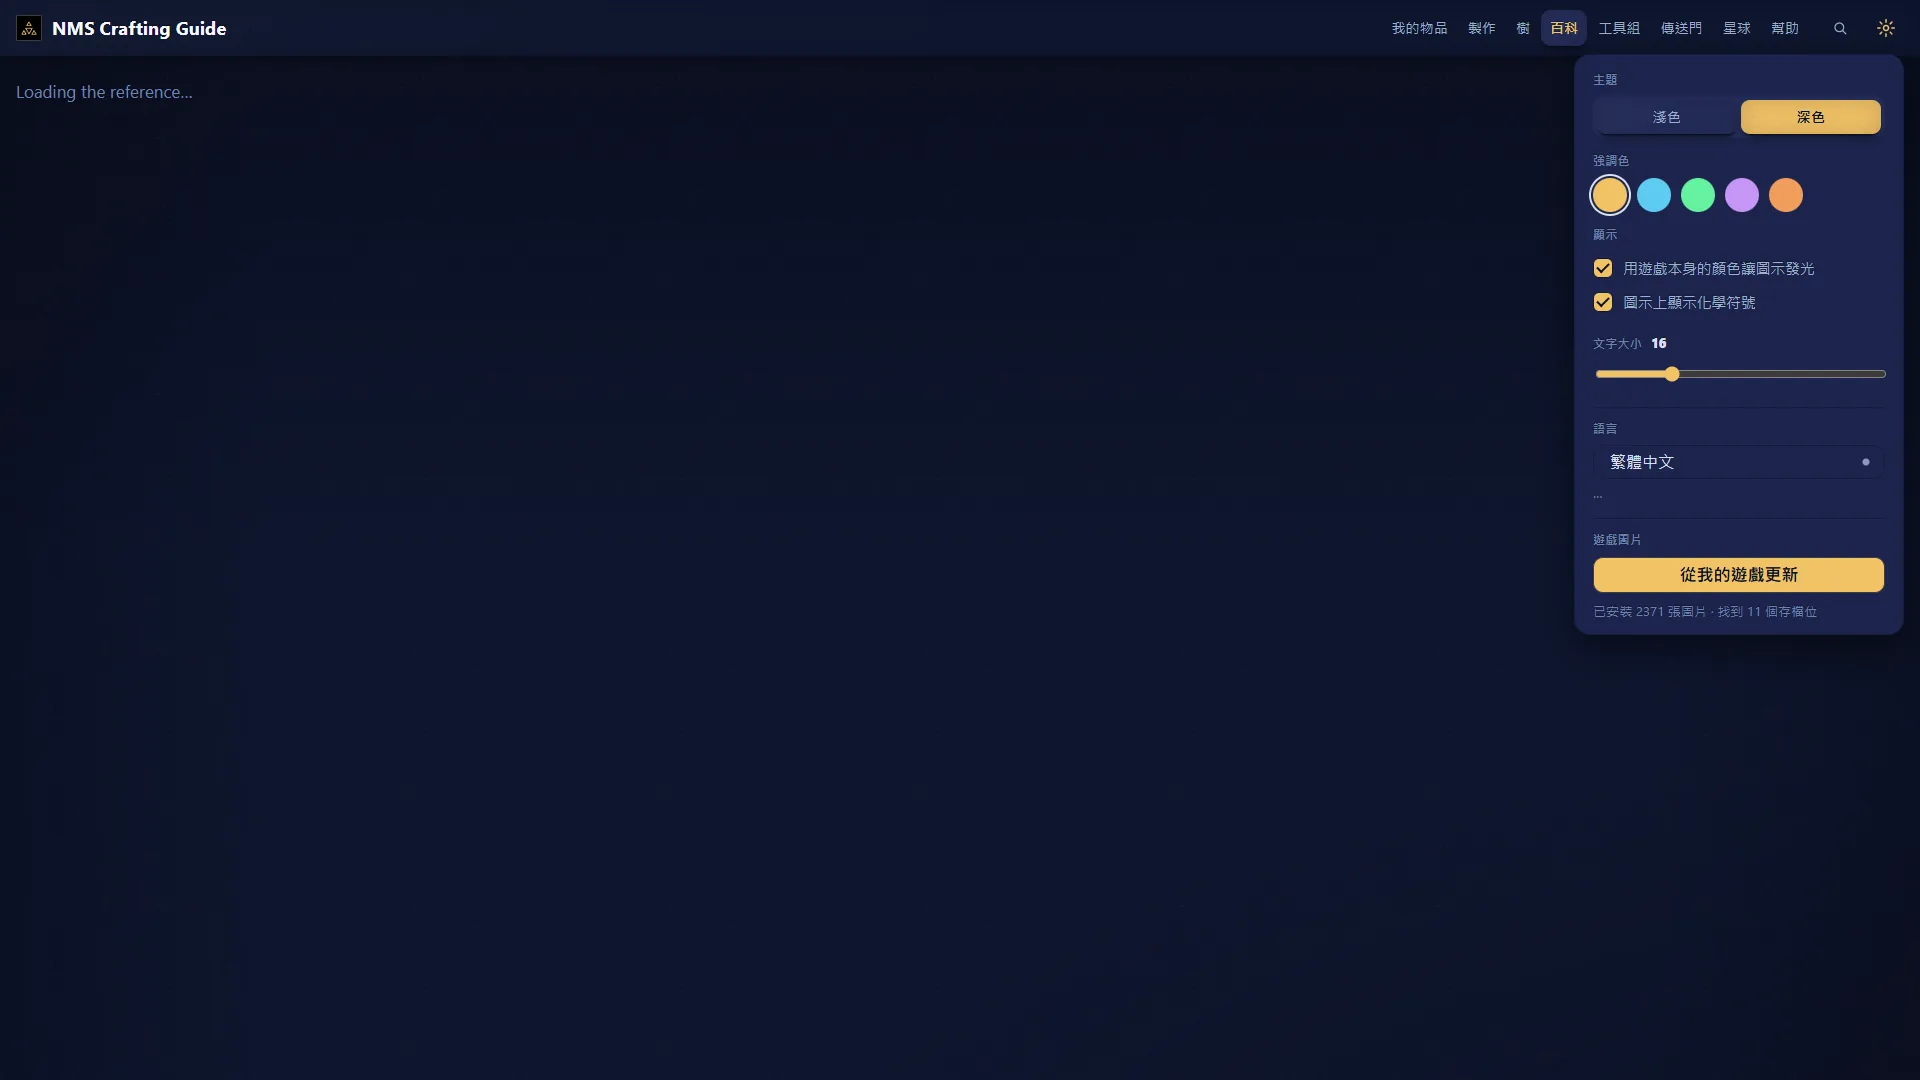 NMS Crafting Guide
我的物品 製作 樹 百科 工具組 傳送門 星球 幫助
Loading the reference...
主題
淺色 深色
強調色
顯示
用遊戲本身的顏色讓圖示發光
圖示上顯示化學符號
文字大小 16
語言
繁體中文
...
遊戲圖片
從我的遊戲更新
已安裝 2371 張圖片 · 找到 11 個存檔位